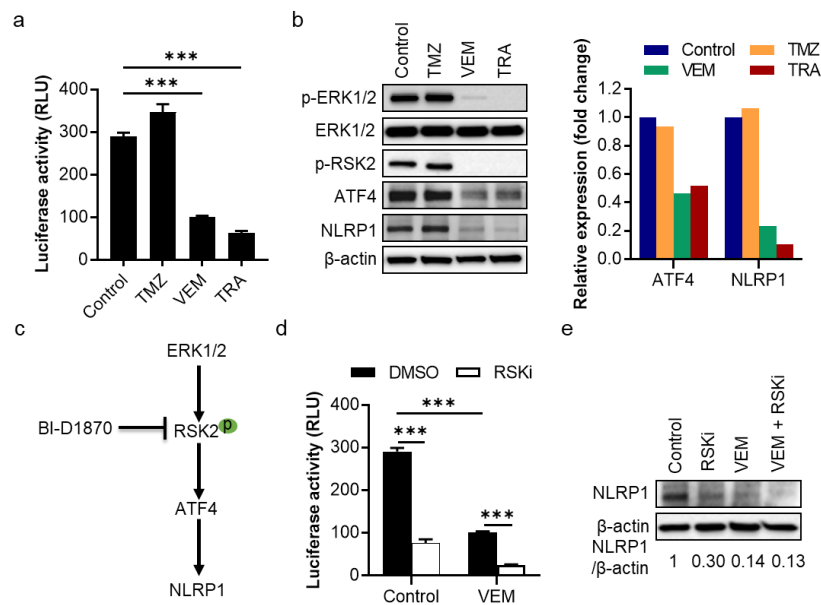 a
Luciferase activity (RLU)
400
300
200
100
0
***
***
Control
TMZ
VEM
TRA
b
Control
TMZ
VEM
TRA
p-ERK1/2
ERK1/2
p-RSK2
ATF4
NLRP1
β-actin
Control
TMZ
VEM
TRA
Relative expression (fold change)
1.2
1.0
0.8
0.6
0.4
0.2
0
ATF4
NLRP1
c
ERK1/2
BI-D1870
RSK2
p
ATF4
NLRP1
d
DMSO
RSKi
Luciferase activity (RLU)
400
300
200
100
0
***
***
***
Control
VEM
e
Control
RSKi
VEM
VEM + RSKi
NLRP1
β-actin
NLRP1
/β-actin
1 0.30 0.14 0.13